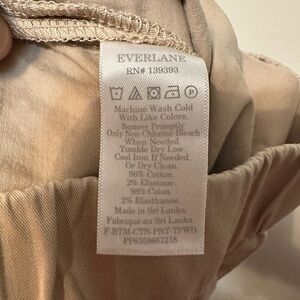 EVERLANE
RN# 139393
Machine Wash Cold
With Like Colors.
Remove Promptly
Only Non Chlorine Bleach
When Needed.
Tumble Dry Low.
Cool Iron If Needed.
Or Dry Clean.
98% Cotton.
2% Elastane.
98% Coton.
2% Elasthanne.
Made in Sri Lanka.
Fabriqué au Sri Lanka.
F-BTM-CTN-PNT-TPWD
PP6359667216